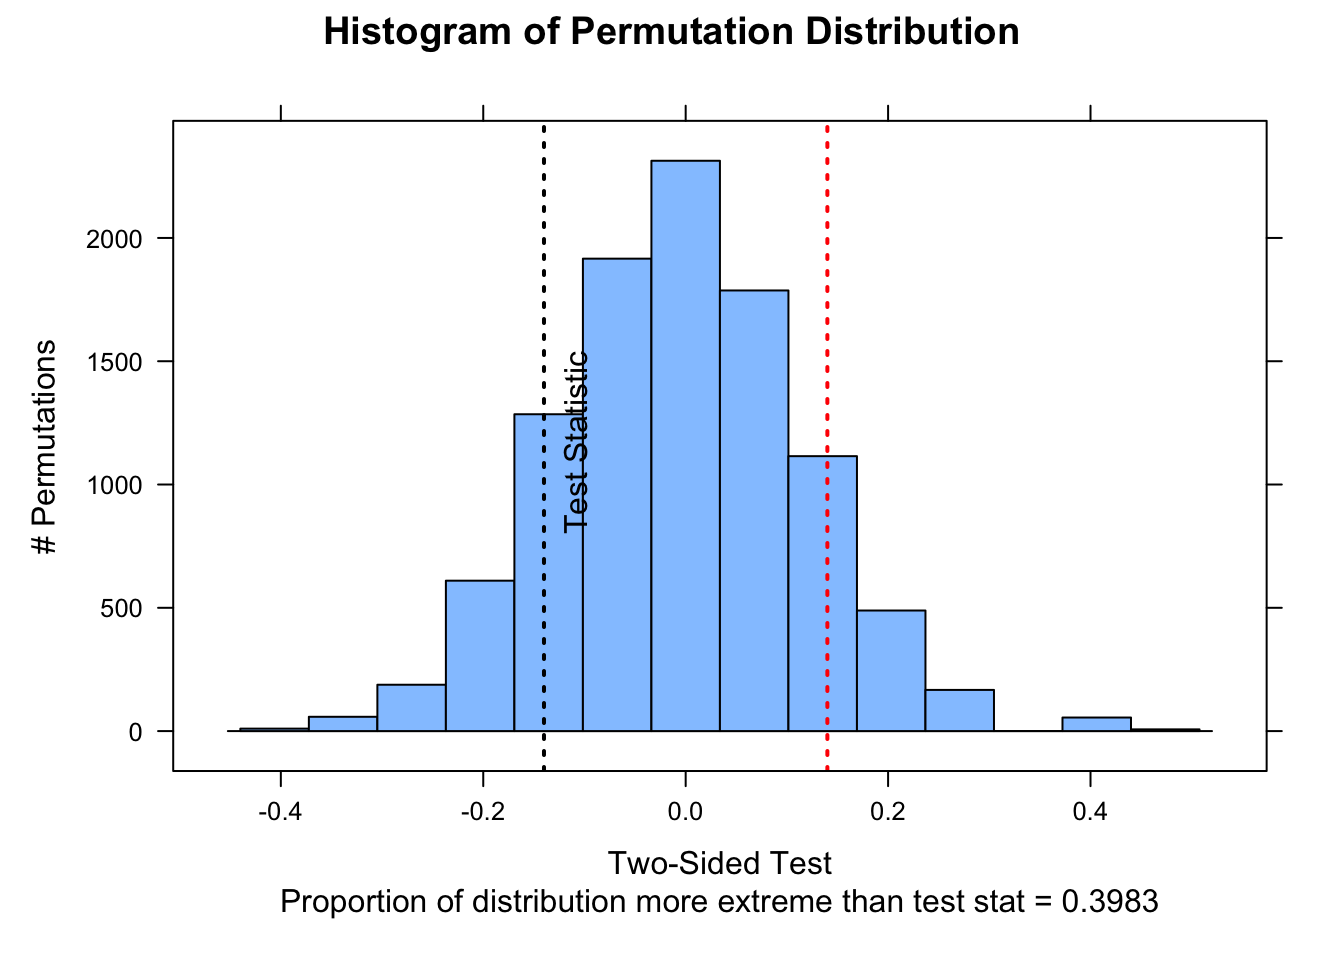 Histogram of Permutation Distribution
# Permutations
2000
1500
1000
500
0
Test Statistic
-0.4
-0.2
0.0
0.2
0.4
Two-Sided Test
Proportion of distribution more extreme than test stat = 0.3983